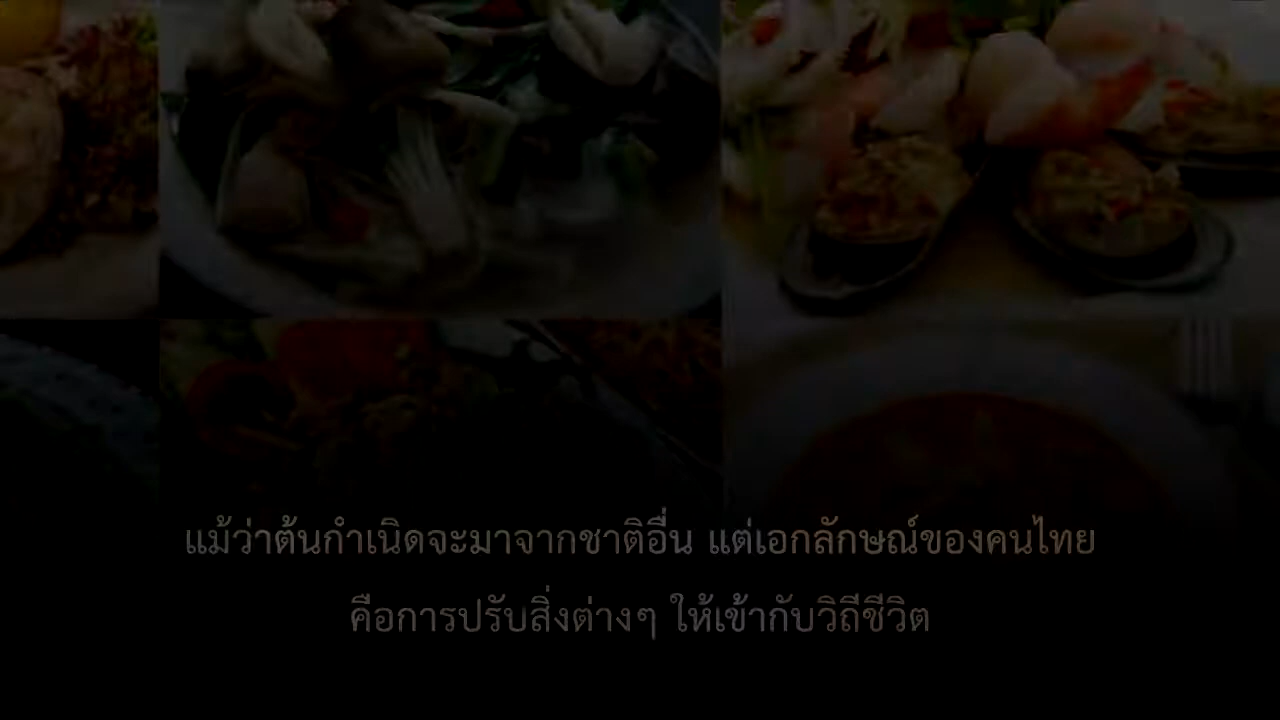 แม้ว่าต้นกำเนิดจะมาจากชาติอื่น แต่เอกลักษณ์ของคนไทย
คือการปรับสิ่งต่างๆ ให้เข้ากับวิถีชีวิต